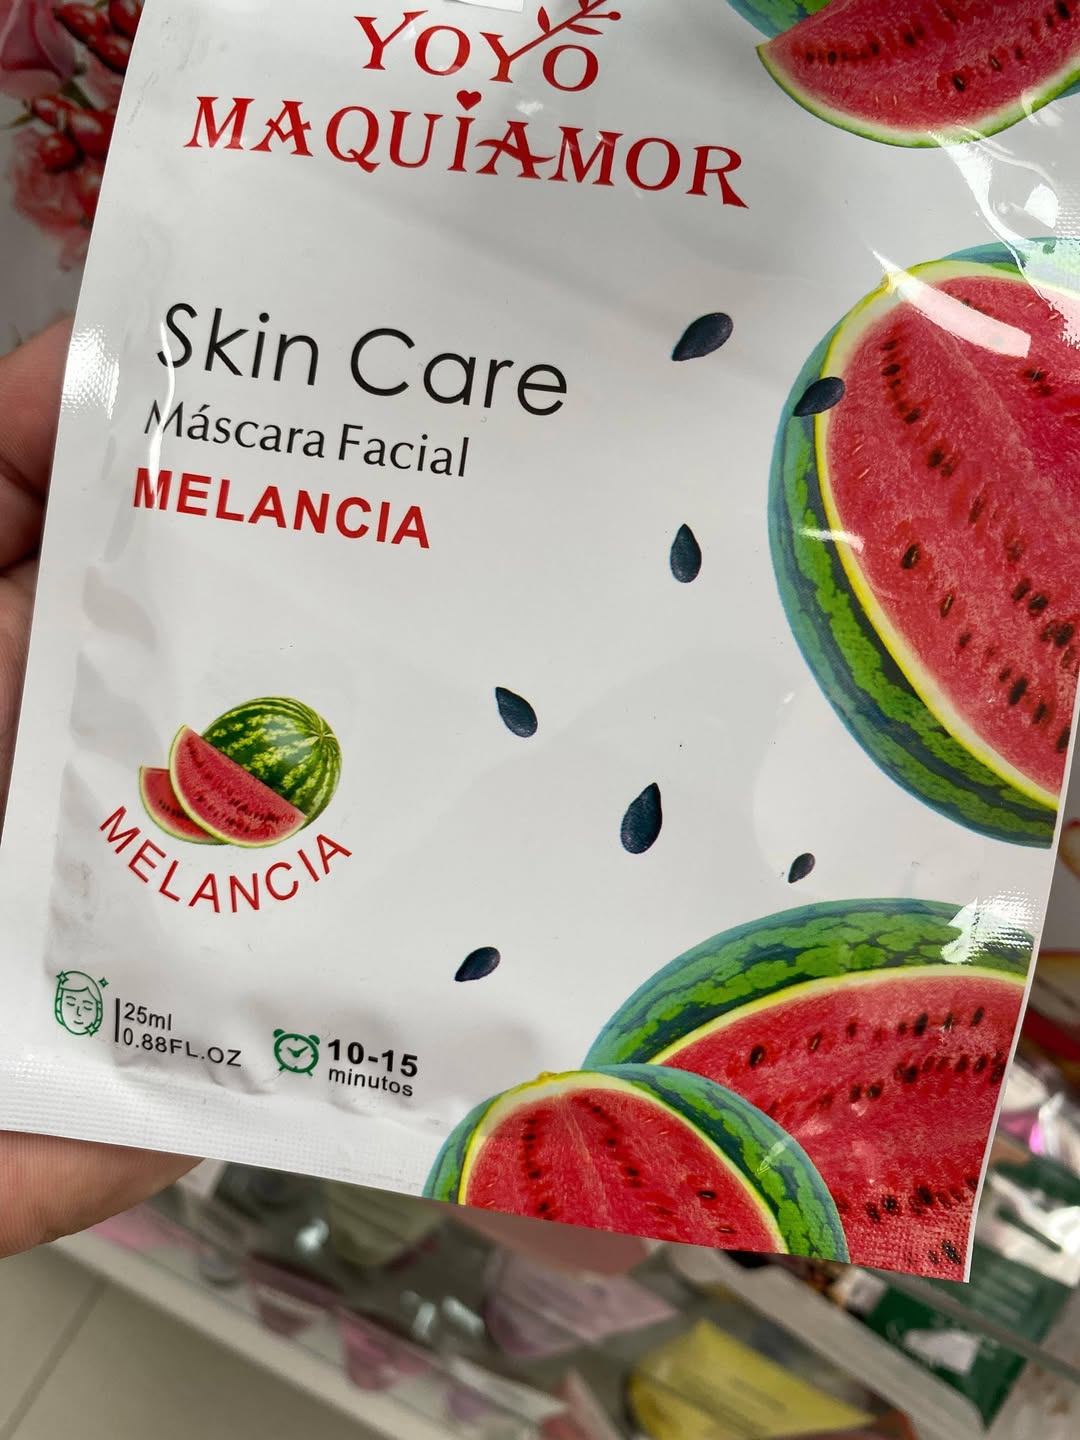 YOYO
MAQUIAMOR
Skin Care
Máscara Facial
MELANCIA
MELANCIA
25ml
0.88FL.OZ
10-15
minutos